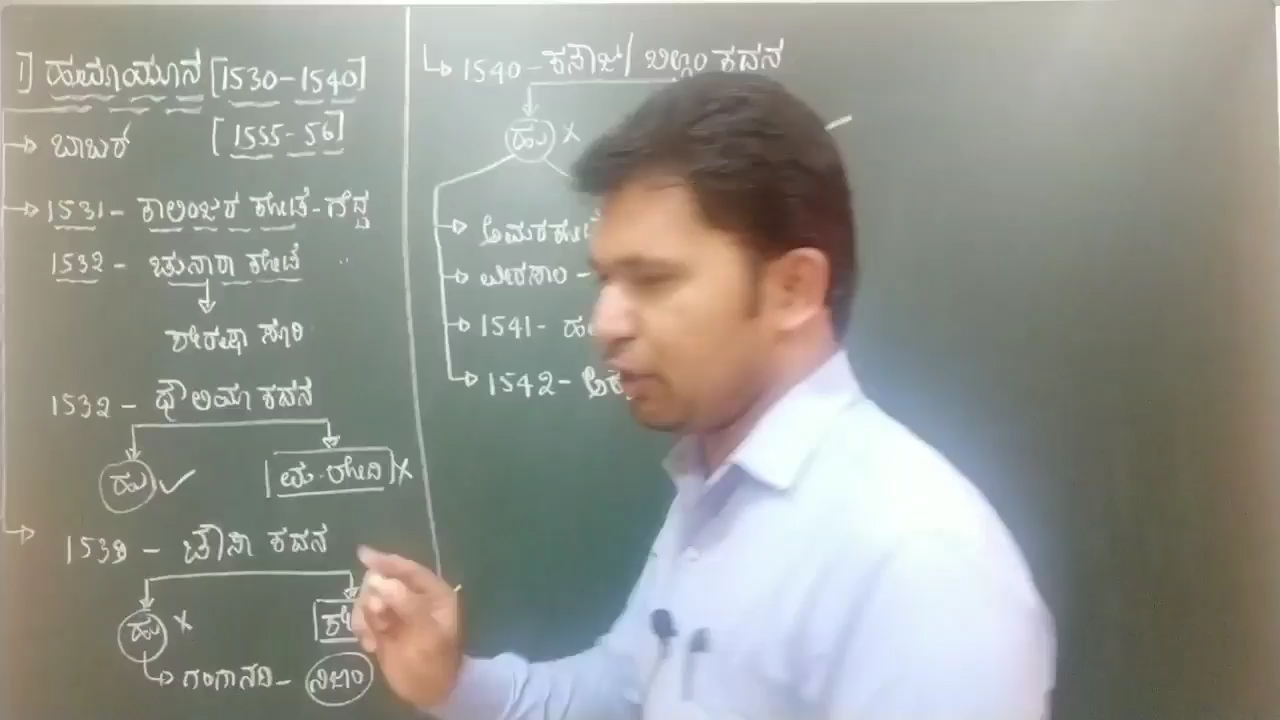 1] ಹುಮಾಯೂನ [1530-1540]
[1555-56]
ಬಾಬರ್
1531- ಕಾಲಿಂಜರ ಕೋಟೆ-ಗೆದ್ದ
1532 - ಚುನಾರಾ ಕೋಟೆ
ಶೇರಷಾ ಸೂರಿ
1532 - ಧೌಲಿಯಾ ಕದನ
ಹು ✓ ಮ.ಲೋದಿ x
1539 - ಚೌಸಾ ಕದನ
ಹು x ಶೇ
ಗಂಗಾನದಿ - ನಿಜಾಂ
1540 - ಕನೌಜ/ ಬಿಲ್ಗ್ರಾಂ ಕದನ
ಹು x
ಅಮರಕೋಟೆ
1541-
1542-